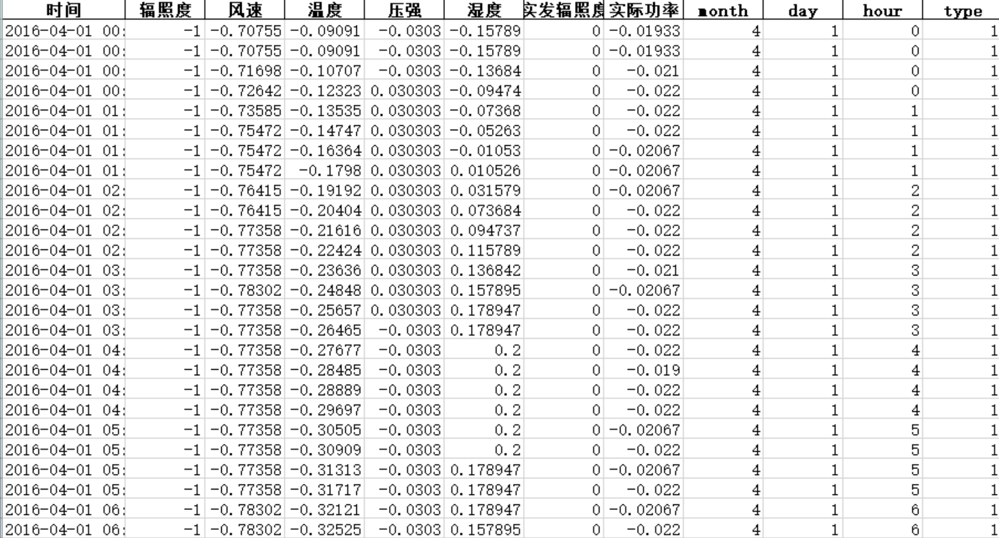 时间 辐照度 风速 温度 压强 湿度 实发辐照度 实际功率 month day hour type
2016-04-01 00: -1 -0.70755 -0.09091 -0.0303 -0.15789 0 -0.01933 4 1 0 1
2016-04-01 00: -1 -0.70755 -0.09091 -0.0303 -0.15789 0 -0.01933 4 1 0 1
2016-04-01 00: -1 -0.71698 -0.10707 -0.0303 -0.13684 0 -0.021 4 1 0 1
2016-04-01 00: -1 -0.72642 -0.12323 0.030303 -0.09474 0 -0.022 4 1 0 1
2016-04-01 01: -1 -0.73585 -0.13535 0.030303 -0.07368 0 -0.022 4 1 1 1
2016-04-01 01: -1 -0.75472 -0.14747 0.030303 -0.05263 0 -0.022 4 1 1 1
2016-04-01 01: -1 -0.75472 -0.16364 0.030303 -0.01053 0 -0.02067 4 1 1 1
2016-04-01 01: -1 -0.75472 -0.1798 0.030303 0.010526 0 -0.02067 4 1 1 1
2016-04-01 02: -1 -0.76415 -0.19192 0.030303 0.031579 0 -0.02067 4 1 2 1
2016-04-01 02: -1 -0.76415 -0.20404 0.030303 0.073684 0 -0.022 4 1 2 1
2016-04-01 02: -1 -0.77358 -0.21616 0.030303 0.094737 0 -0.022 4 1 2 1
2016-04-01 02: -1 -0.77358 -0.22424 0.030303 0.115789 0 -0.022 4 1 2 1
2016-04-01 03: -1 -0.77358 -0.23636 0.030303 0.136842 0 -0.021 4 1 3 1
2016-04-01 03: -1 -0.78302 -0.24848 0.030303 0.157895 0 -0.02067 4 1 3 1
2016-04-01 03: -1 -0.77358 -0.25657 0.030303 0.178947 0 -0.022 4 1 3 1
2016-04-01 03: -1 -0.77358 -0.26465 -0.0303 0.178947 0 -0.022 4 1 3 1
2016-04-01 04: -1 -0.77358 -0.27677 -0.0303 0.2 0 -0.022 4 1 4 1
2016-04-01 04: -1 -0.77358 -0.28485 -0.0303 0.2 0 -0.019 4 1 4 1
2016-04-01 04: -1 -0.77358 -0.28889 -0.0303 0.2 0 -0.022 4 1 4 1
2016-04-01 04: -1 -0.77358 -0.29697 -0.0303 0.2 0 -0.022 4 1 4 1
2016-04-01 05: -1 -0.77358 -0.30505 -0.0303 0.2 0 -0.02067 4 1 5 1
2016-04-01 05: -1 -0.77358 -0.30909 -0.0303 0.2 0 -0.022 4 1 5 1
2016-04-01 05: -1 -0.77358 -0.31313 -0.0303 0.178947 0 -0.02067 4 1 5 1
2016-04-01 05: -1 -0.77358 -0.31717 -0.0303 0.178947 0 -0.022 4 1 5 1
2016-04-01 06: -1 -0.78302 -0.32121 -0.0303 0.178947 0 -0.02067 4 1 6 1
2016-04-01 06: -1 -0.78302 -0.32525 -0.0303 0.157895 0 -0.022 4 1 6 1